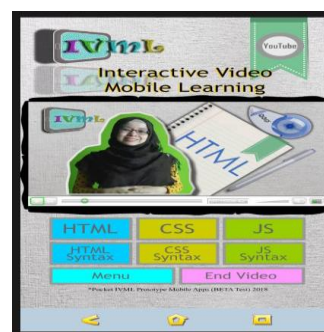 IVML
YouTube
Interactive Video
Mobile Learning
IVML
HTML
HTML CSS JS
HTML Syntax CSS Syntax JS Syntax
Menu End Video
*Pocket IVML Prototype Mobile Apps (BETA Test) 2019